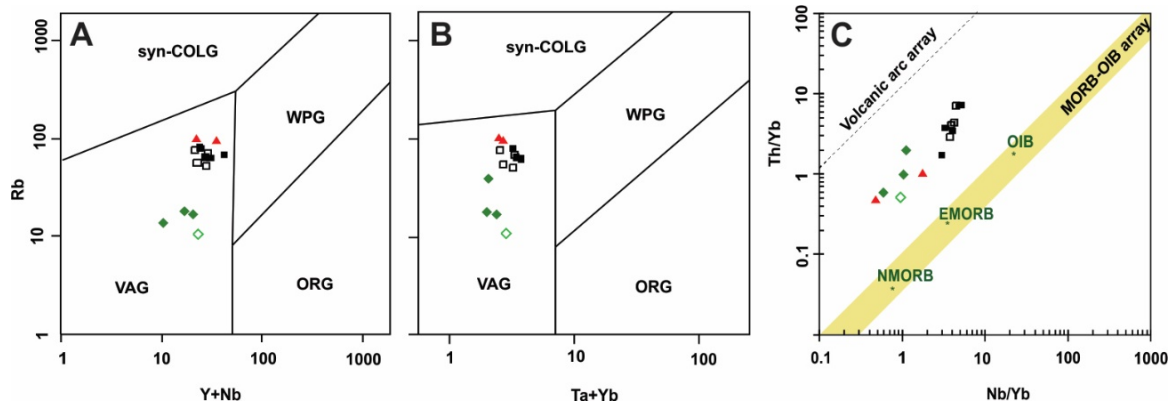 A
syn-COLG
WPG
VAG
ORG
Rb
1000
100
10
1
1
10
100
1000
Y+Nb
B
syn-COLG
WPG
VAG
ORG
1
10
100
Ta+Yb
C
Volcanic arc array
MORB-OIB array
OIB
EMORB
NMORB
Th/Yb
100
10
1
0.1
0.1
1
10
100
1000
Nb/Yb